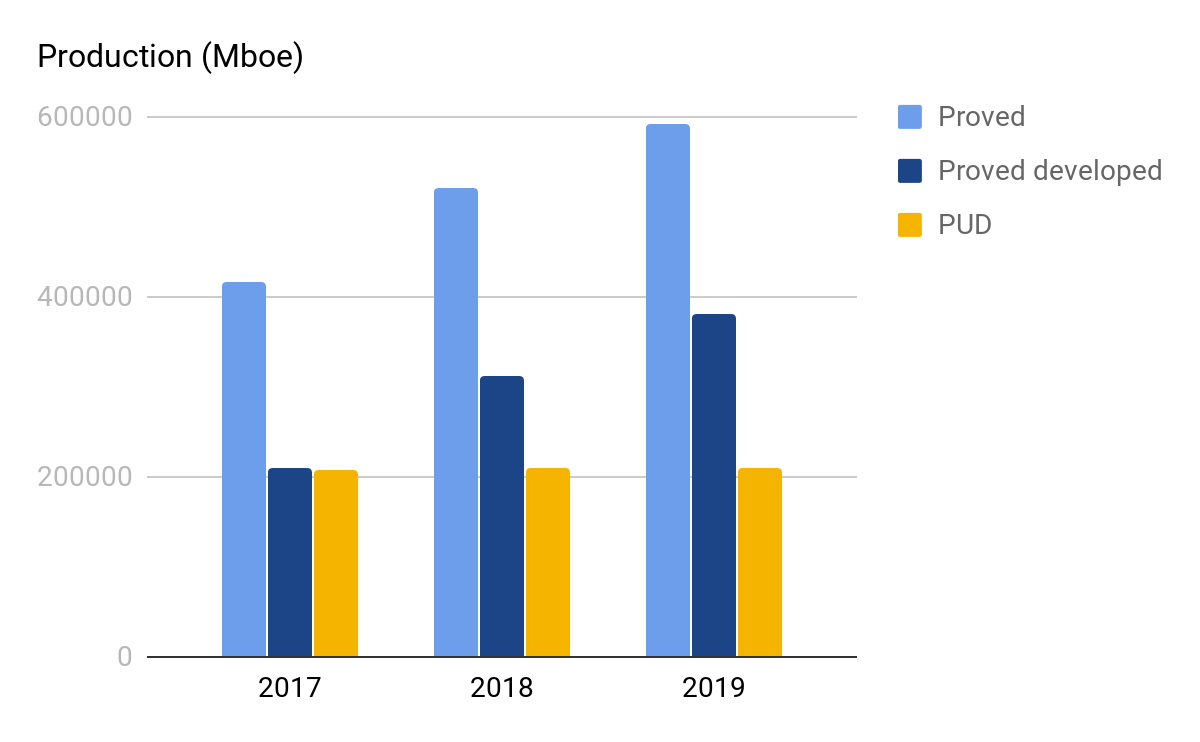 Production (Mboe)
600000
400000
200000
0
2017
2018
2019
Proved
Proved developed
PUD